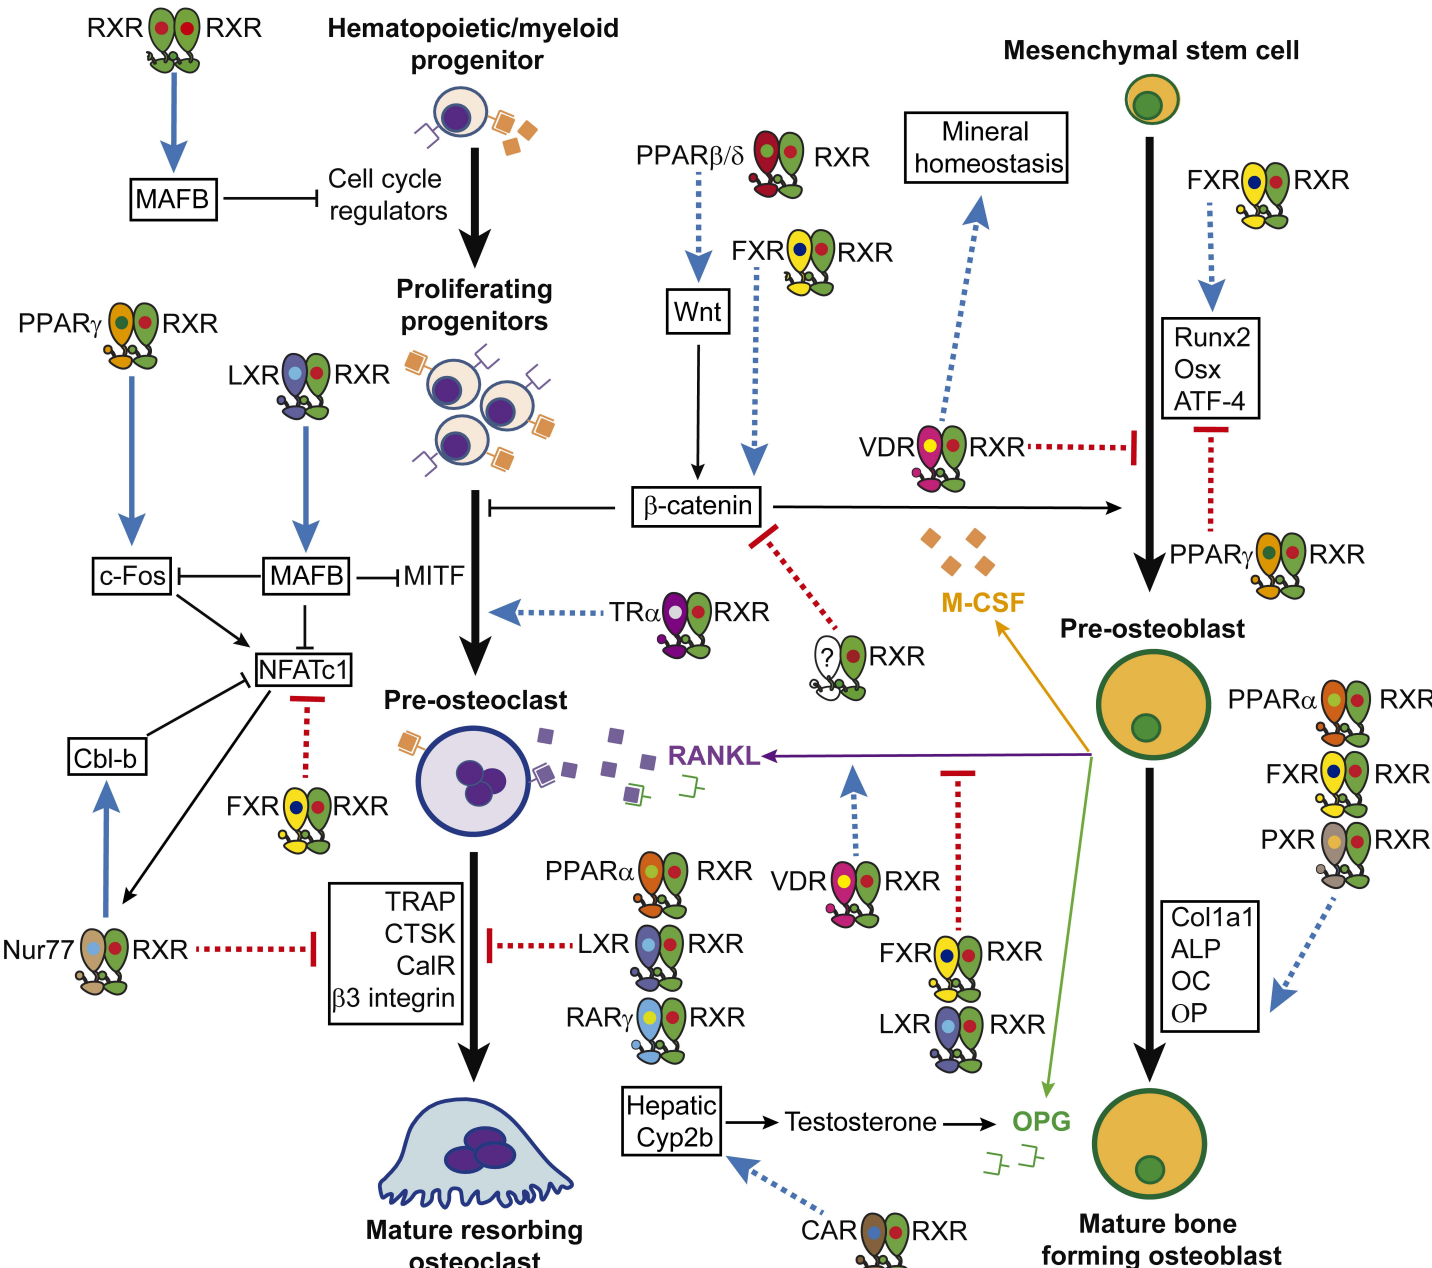 RXR RXR
Hematopoietic/myeloid
progenitor
Mesenchymal stem cell
MAFB
Cell cycle
regulators
PPARβ/δ RXR
Mineral
homeostasis
FXR RXR
FXR RXR
Proliferating
progenitors
Wnt
PPARγ RXR
LXR RXR
Runx2
Osx
ATF-4
VDR RXR
β-catenin
c-Fos
MAFB
MITF
PPARγ RXR
M-CSF
TRα RXR
Pre-osteoblast
? RXR
NFATc1
Pre-osteoclast
PPARα RXR
Cbl-b
RANKL
FXR RXR
FXR RXR
PXR RXR
PPARα RXR
VDR RXR
TRAP
CTSK
CalR
β3 integrin
Nur77 RXR
LXR RXR
RARγ RXR
FXR RXR
LXR RXR
Col1a1
ALP
OC
OP
Hepatic
Cyp2b
Testosterone
OPG
CAR RXR
Mature resorbing
osteoclast
Mature bone
forming osteoblast